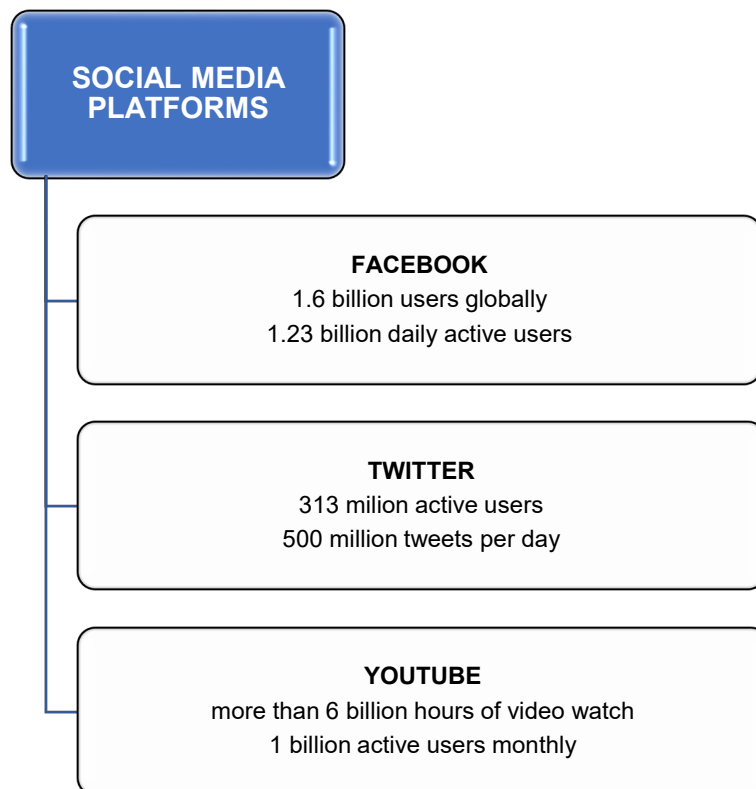 SOCIAL MEDIA
PLATFORMS
FACEBOOK
1.6 billion users globally
1.23 billion daily active users
TWITTER
313 milion active users
500 million tweets per day
YOUTUBE
more than 6 billion hours of video watch
1 billion active users monthly